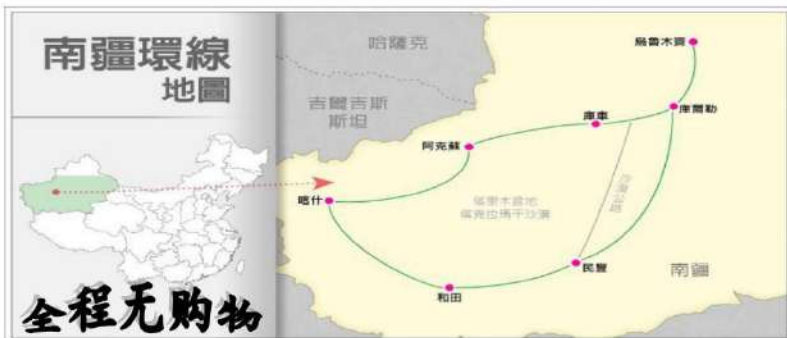 南疆環線
地圖
全程无购物
哈薩克
吉爾吉斯
斯坦
烏魯木齊
庫爾勒
庫車
阿克蘇
喀什
塔里木盆地
塔克拉瑪干沙漠
沙漠公路
民豐
和田
南疆